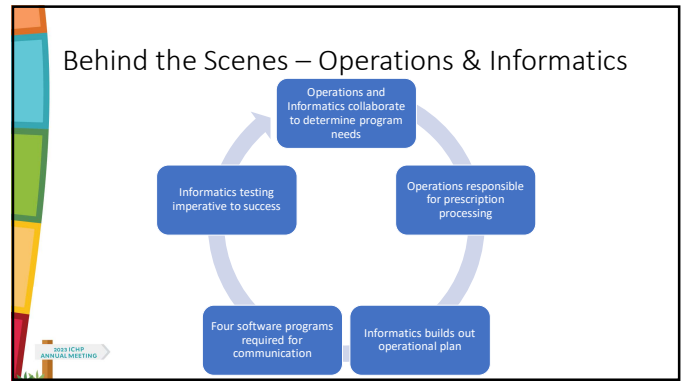 Behind the Scenes – Operations & Informatics
Operations and
Informatics collaborate
to determine program
needs
Operations responsible
for prescription
processing
Informatics builds out
operational plan
Four software programs
required for
communication
Informatics testing
imperative to success
2023 ICHP
ANNUAL MEETING